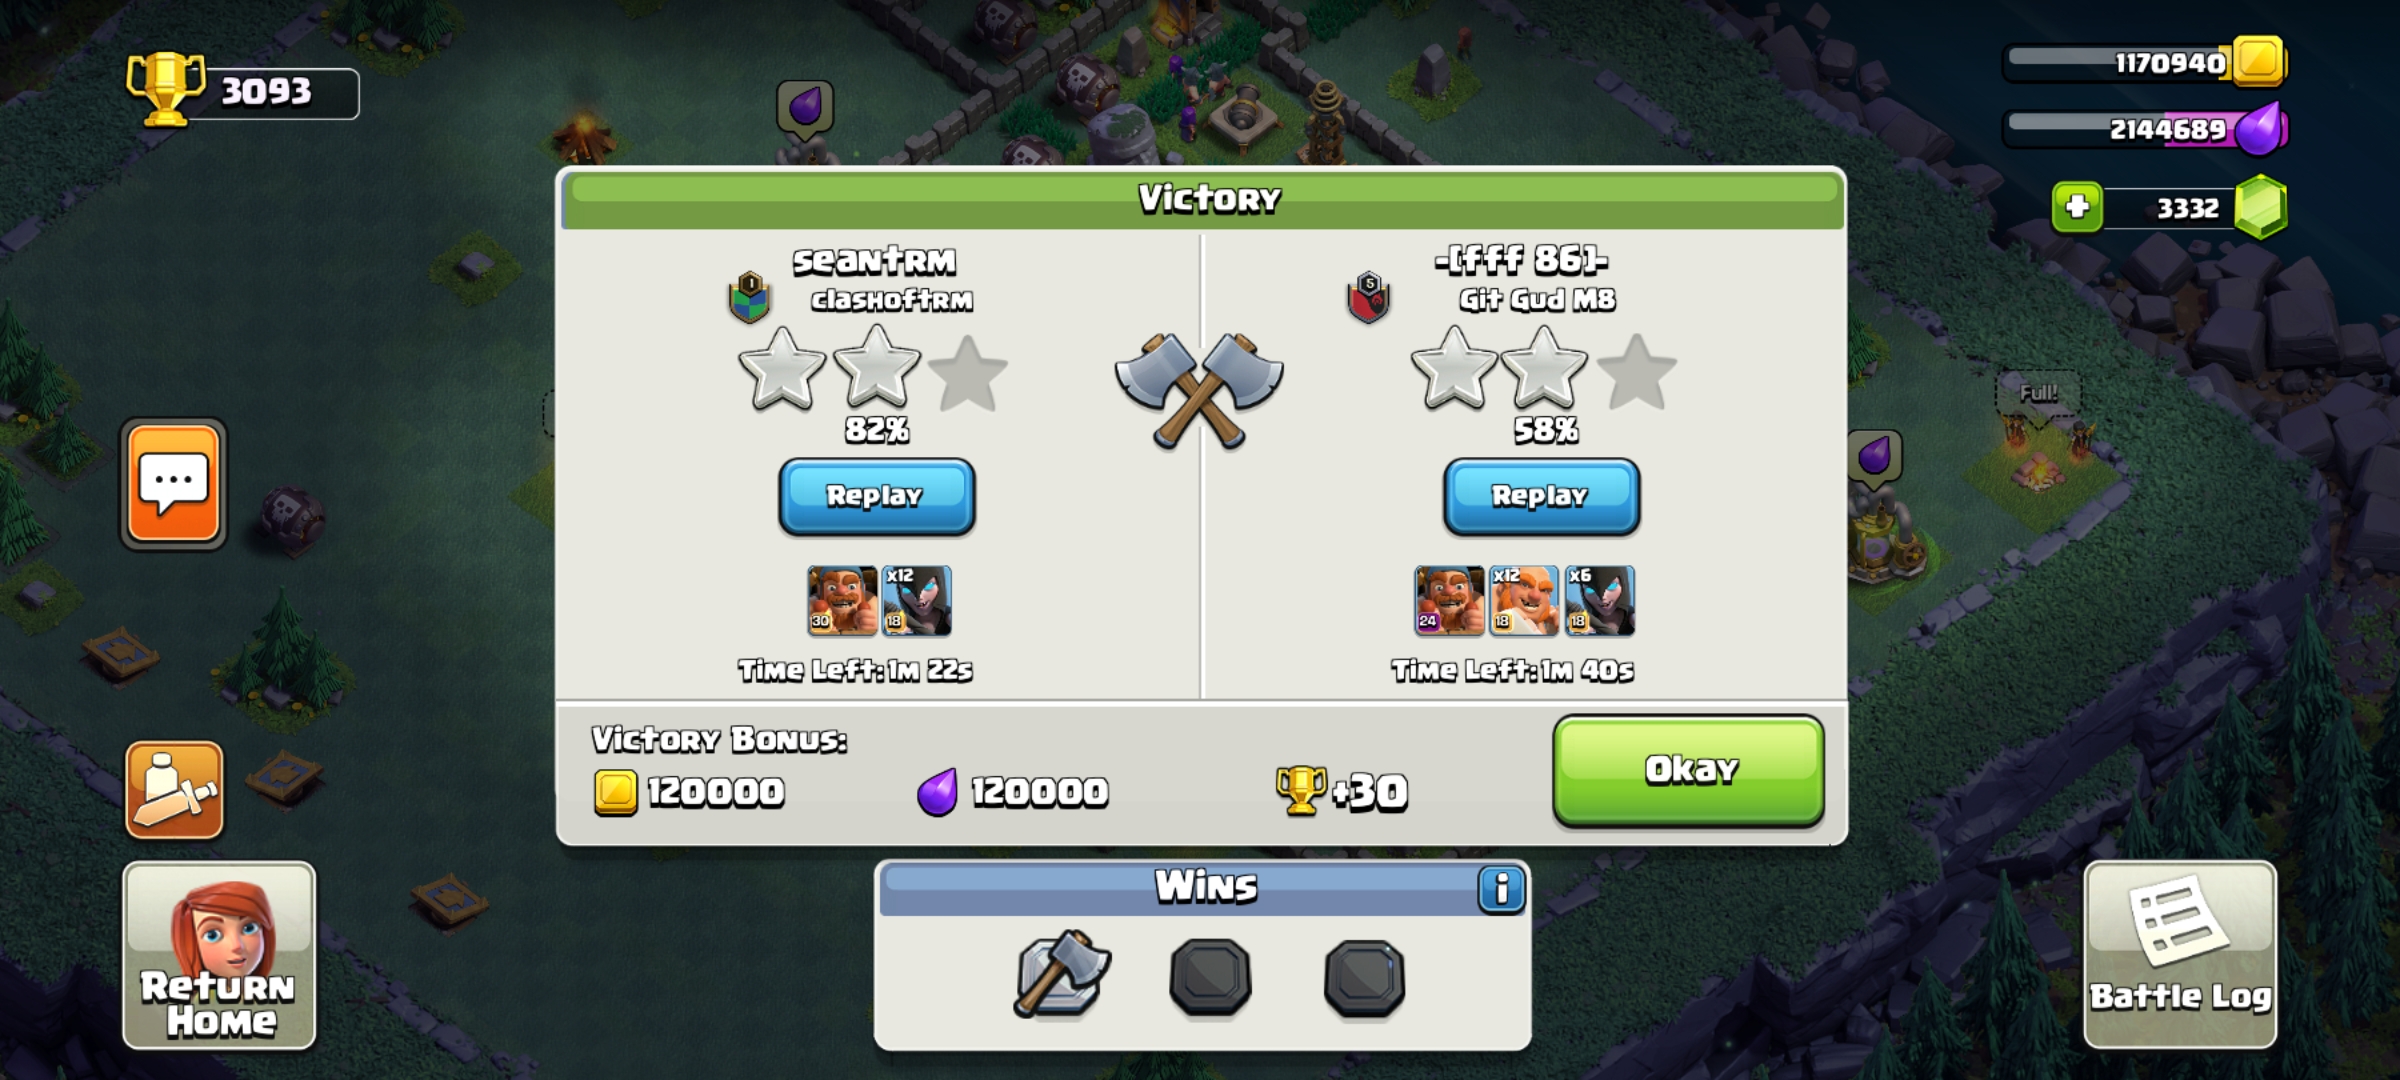 3093
1170940
2144689
3332
Victory
seantrm
clashoftrm
1
82%
Replay
30
x12
18
Time Left:1m 22s
-[fff 86]-
Git Gud M8
5
58%
Replay
24
x12
18
x6
18
Time Left:1m 40s
Full!
Victory Bonus:
120000
120000
+30
Okay
Wins
i
Return
Home
Battle Log